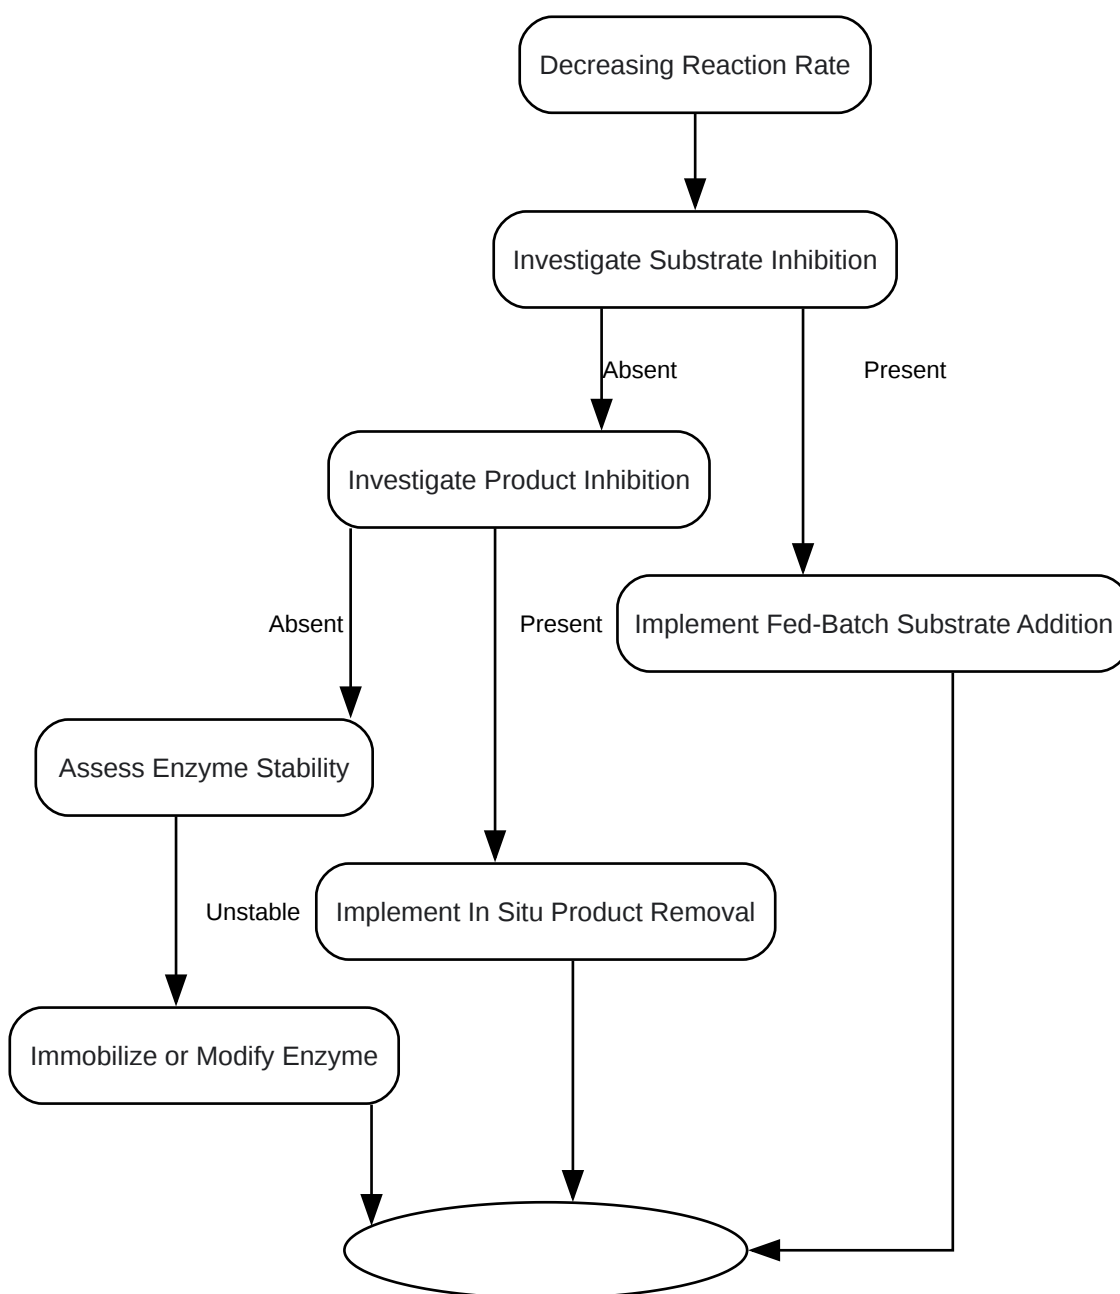 Decreasing Reaction Rate
Investigate Substrate Inhibition
Absent
Present
Investigate Product Inhibition
Absent
Present
Implement Fed-Batch Substrate Addition
Assess Enzyme Stability
Unstable
Implement In Situ Product Removal
Immobilize or Modify Enzyme